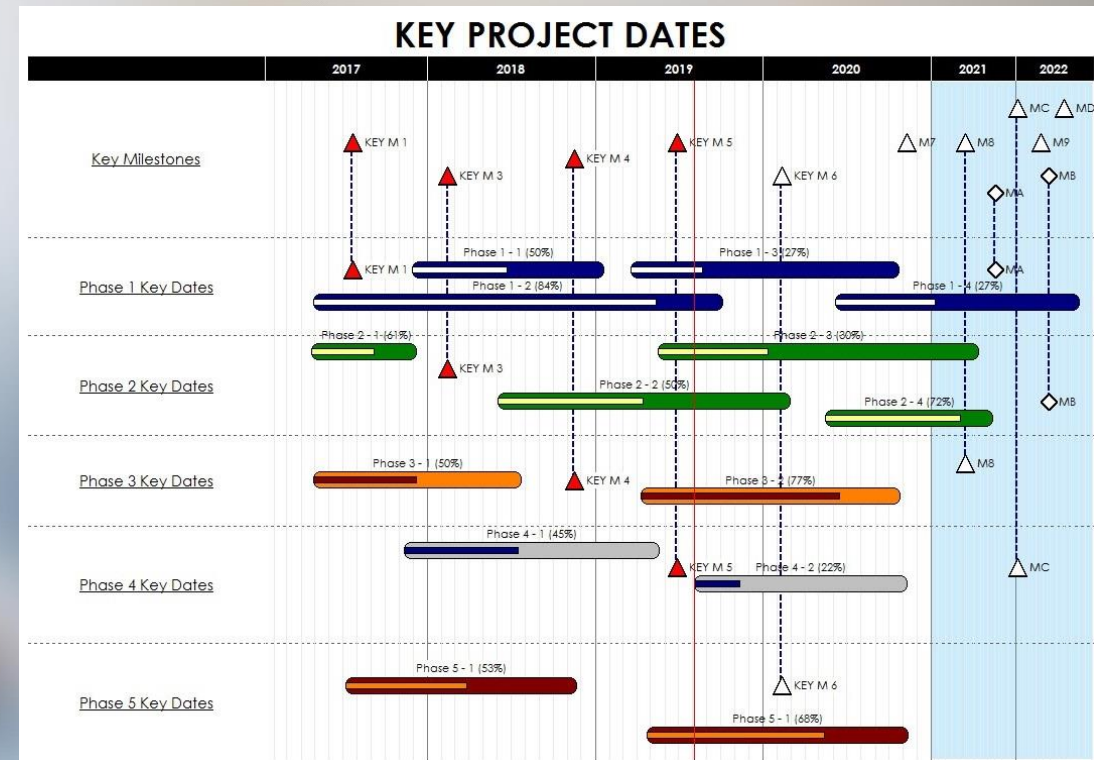 KEY PROJECT DATES
2017 2018 2019 2020 2021 2022
MC MD
Key Milestones
KEY M 1
KEY M 3
KEY M 4
KEY M 5
KEY M 6
M7
M8
M9
MA
MB
Phase 1 Key Dates
Phase 1 - 1 (50%)
Phase 1 - 3 (27%)
KEY M 1
MA
Phase 1 - 2 (84%)
Phase 1 - 4 (27%)
Phase 2 Key Dates
Phase 2 - 1 (61%)
Phase 2 - 3 (30%)
KEY M 3
Phase 2 - 2 (50%)
Phase 2 - 4 (72%)
MB
Phase 3 Key Dates
Phase 3 - 1 (50%)
M8
KEY M 4
Phase 3 - 2 (77%)
Phase 4 Key Dates
Phase 4 - 1 (45%)
KEY M 5
Phase 4 - 2 (22%)
MC
Phase 5 Key Dates
Phase 5 - 1 (53%)
KEY M 6
Phase 5 - 1 (68%)